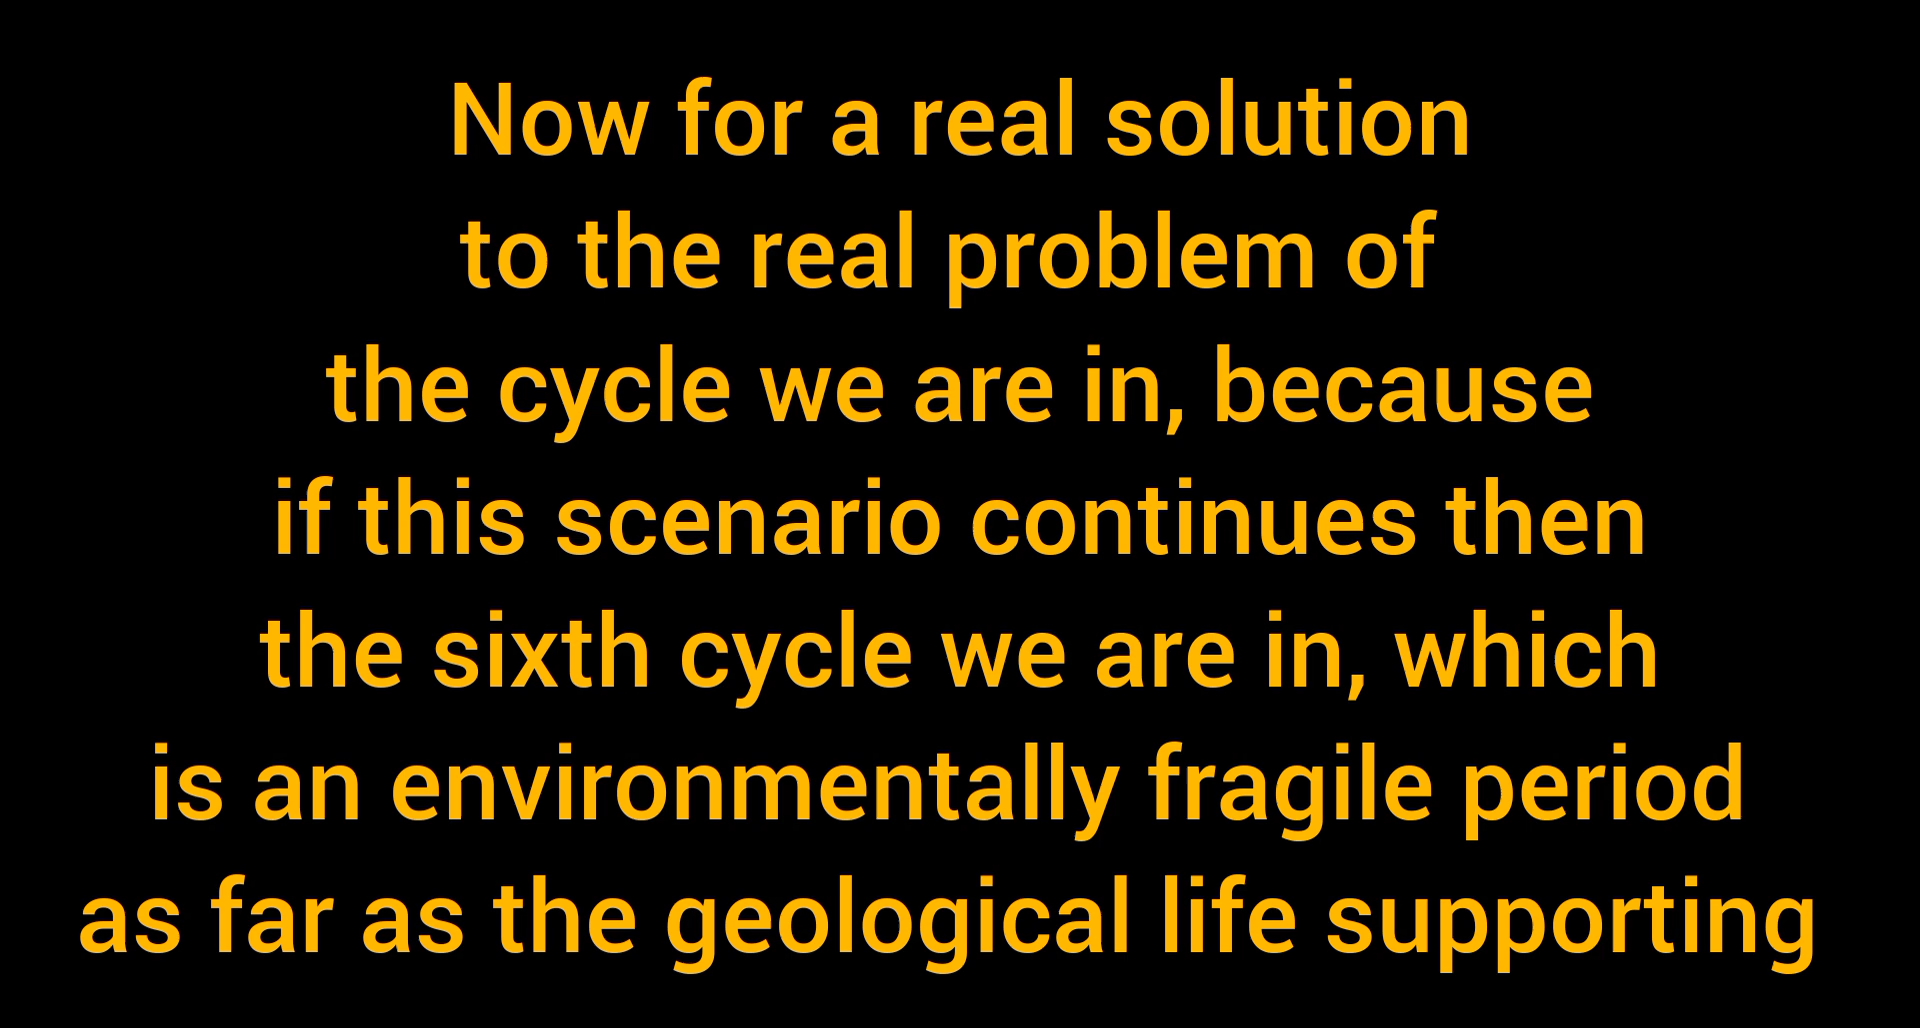 Now for a real solution
to the real problem of
the cycle we are in, because
if this scenario continues then
the sixth cycle we are in, which
is an environmentally fragile period
as far as the geological life supporting